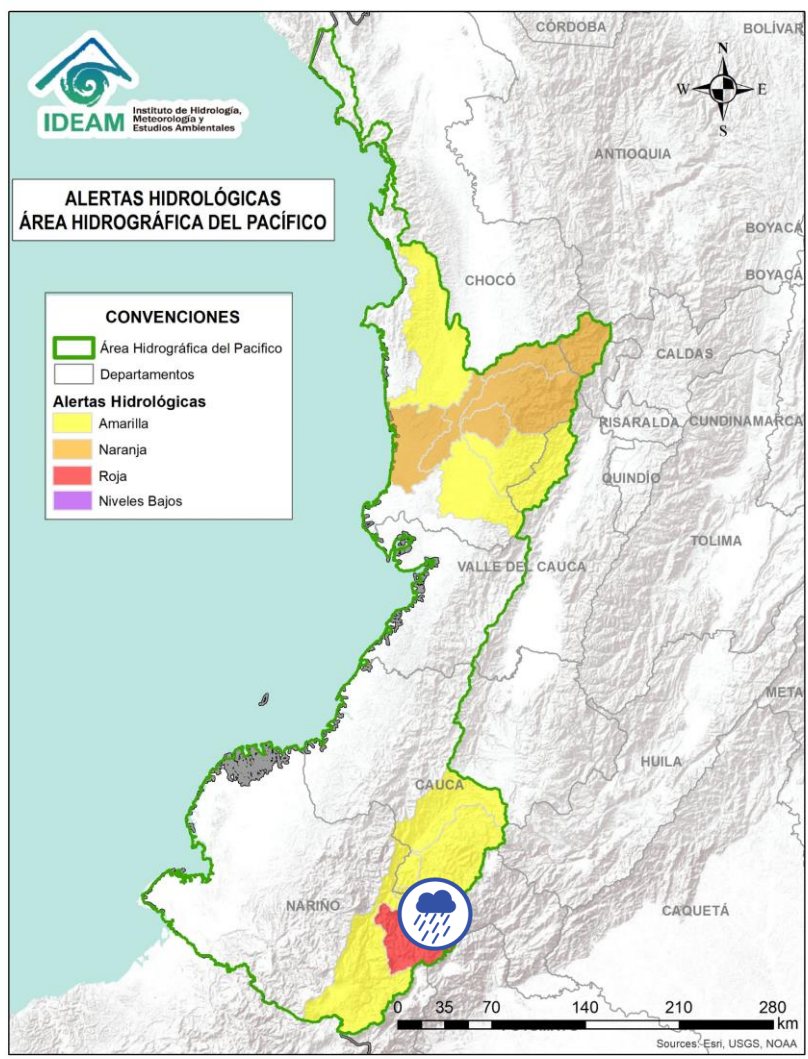 CÓRDOBA
BOLÍVAR
N
W E
S
IDEAM
Instituto de Hidrología,
Meteorología y
Estudios Ambientales
ANTIOQUIA
ALERTAS HIDROLÓGICAS
ÁREA HIDROGRÁFICA DEL PACÍFICO
BOYACÁ
BOYACÁ
CHOCÓ
CONVENCIONES
Área Hidrográfica del Pacifico
Departamentos
Alertas Hidrológicas
Amarilla
Naranja
Roja
Niveles Bajos
CALDAS
RISARALDA
CUNDINAMARCA
QUINDÍO
TOLIMA
VALLE DEL CAUCA
META
HUILA
CAUCA
NARIÑO
CAQUETÁ
0 35 70 140 210 280
km
Sources: Esri, USGS, NOAA